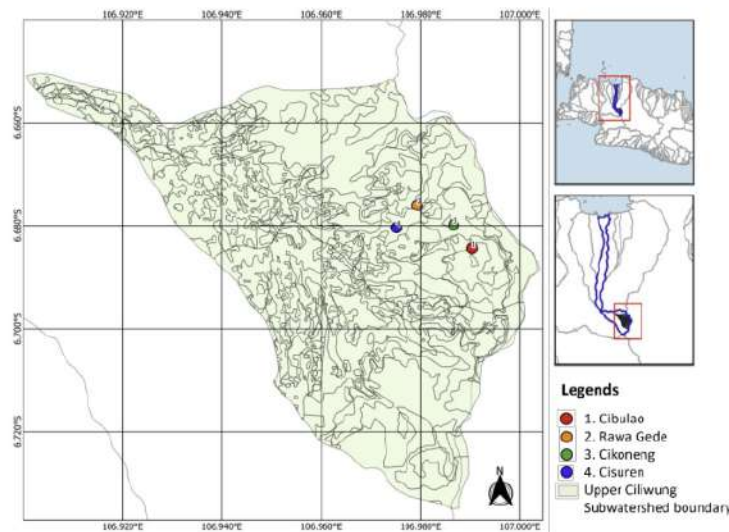 106.920°E 106.940°E 106.960°E 106.980°E 107.000°E
6.660°S
6.680°S
6.700°S
6.720°S
N
106.920°E 106.940°E 106.960°E 106.980°E 107.000°E
Legends
1. Cibulao
2. Rawa Gede
3. Cikoneng
4. Cisuren
Upper Ciliwung
Subwatershed boundary